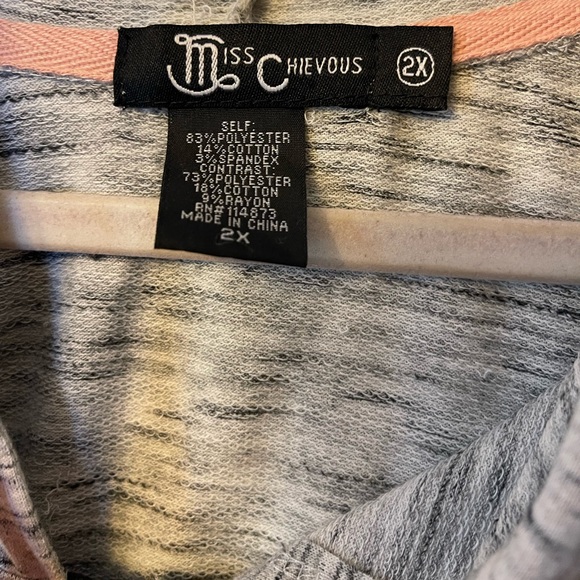 MISS CHIEVOUS 2X
SELF:
83%POLYESTER
14%COTTON
3%SPANDEX
CONTRAST:
73%POLYESTER
18%COTTON
9%RAYON
RN#114673
MADE IN CHINA
2X